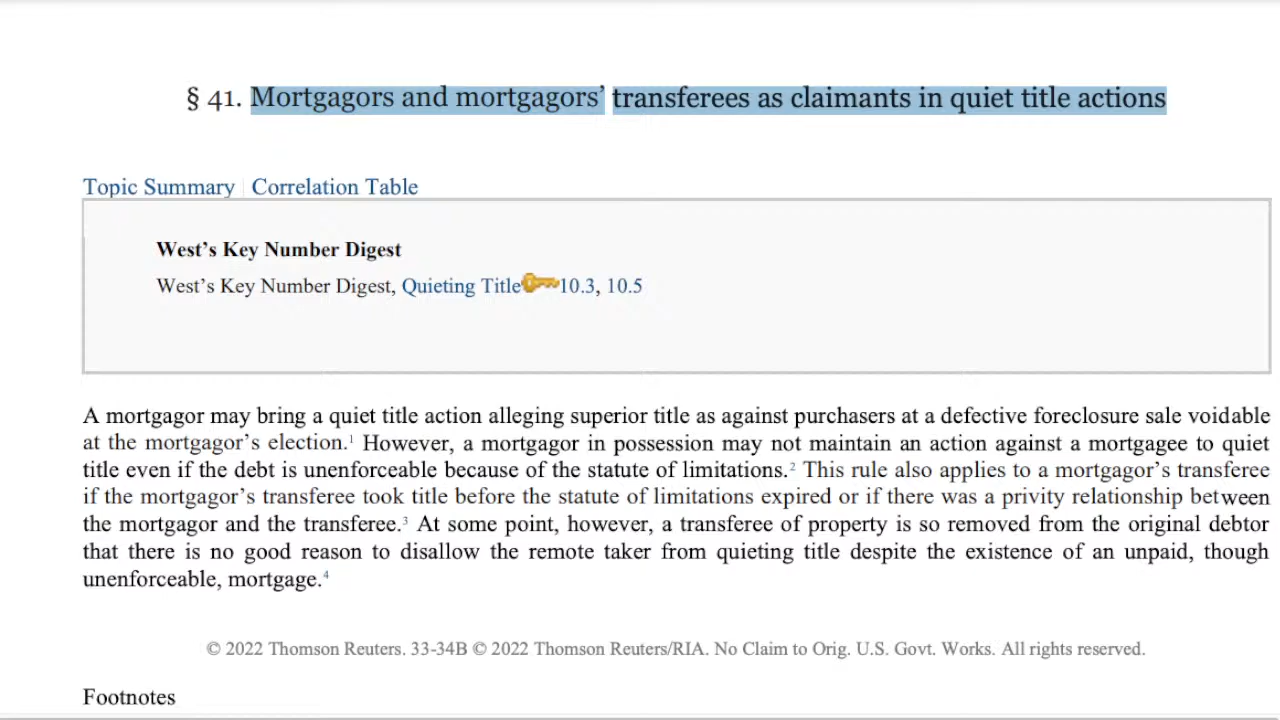 § 41. Mortgagors and mortgagors’ transferees as claimants in quiet title actions
Topic Summary | Correlation Table
West’s Key Number Digest
West’s Key Number Digest, Quieting Title 10.3, 10.5
A mortgagor may bring a quiet title action alleging superior title as against purchasers at a defective foreclosure sale voidable
at the mortgagor’s election.1 However, a mortgagor in possession may not maintain an action against a mortgagee to quiet
title even if the debt is unenforceable because of the statute of limitations.2 This rule also applies to a mortgagor’s transferee
if the mortgagor’s transferee took title before the statute of limitations expired or if there was a privity relationship between
the mortgagor and the transferee.3 At some point, however, a transferee of property is so removed from the original debtor
that there is no good reason to disallow the remote taker from quieting title despite the existence of an unpaid, though
unenforceable, mortgage.4
© 2022 Thomson Reuters. 33-34B © 2022 Thomson Reuters/RIA. No Claim to Orig. U.S. Govt. Works. All rights reserved.
Footnotes